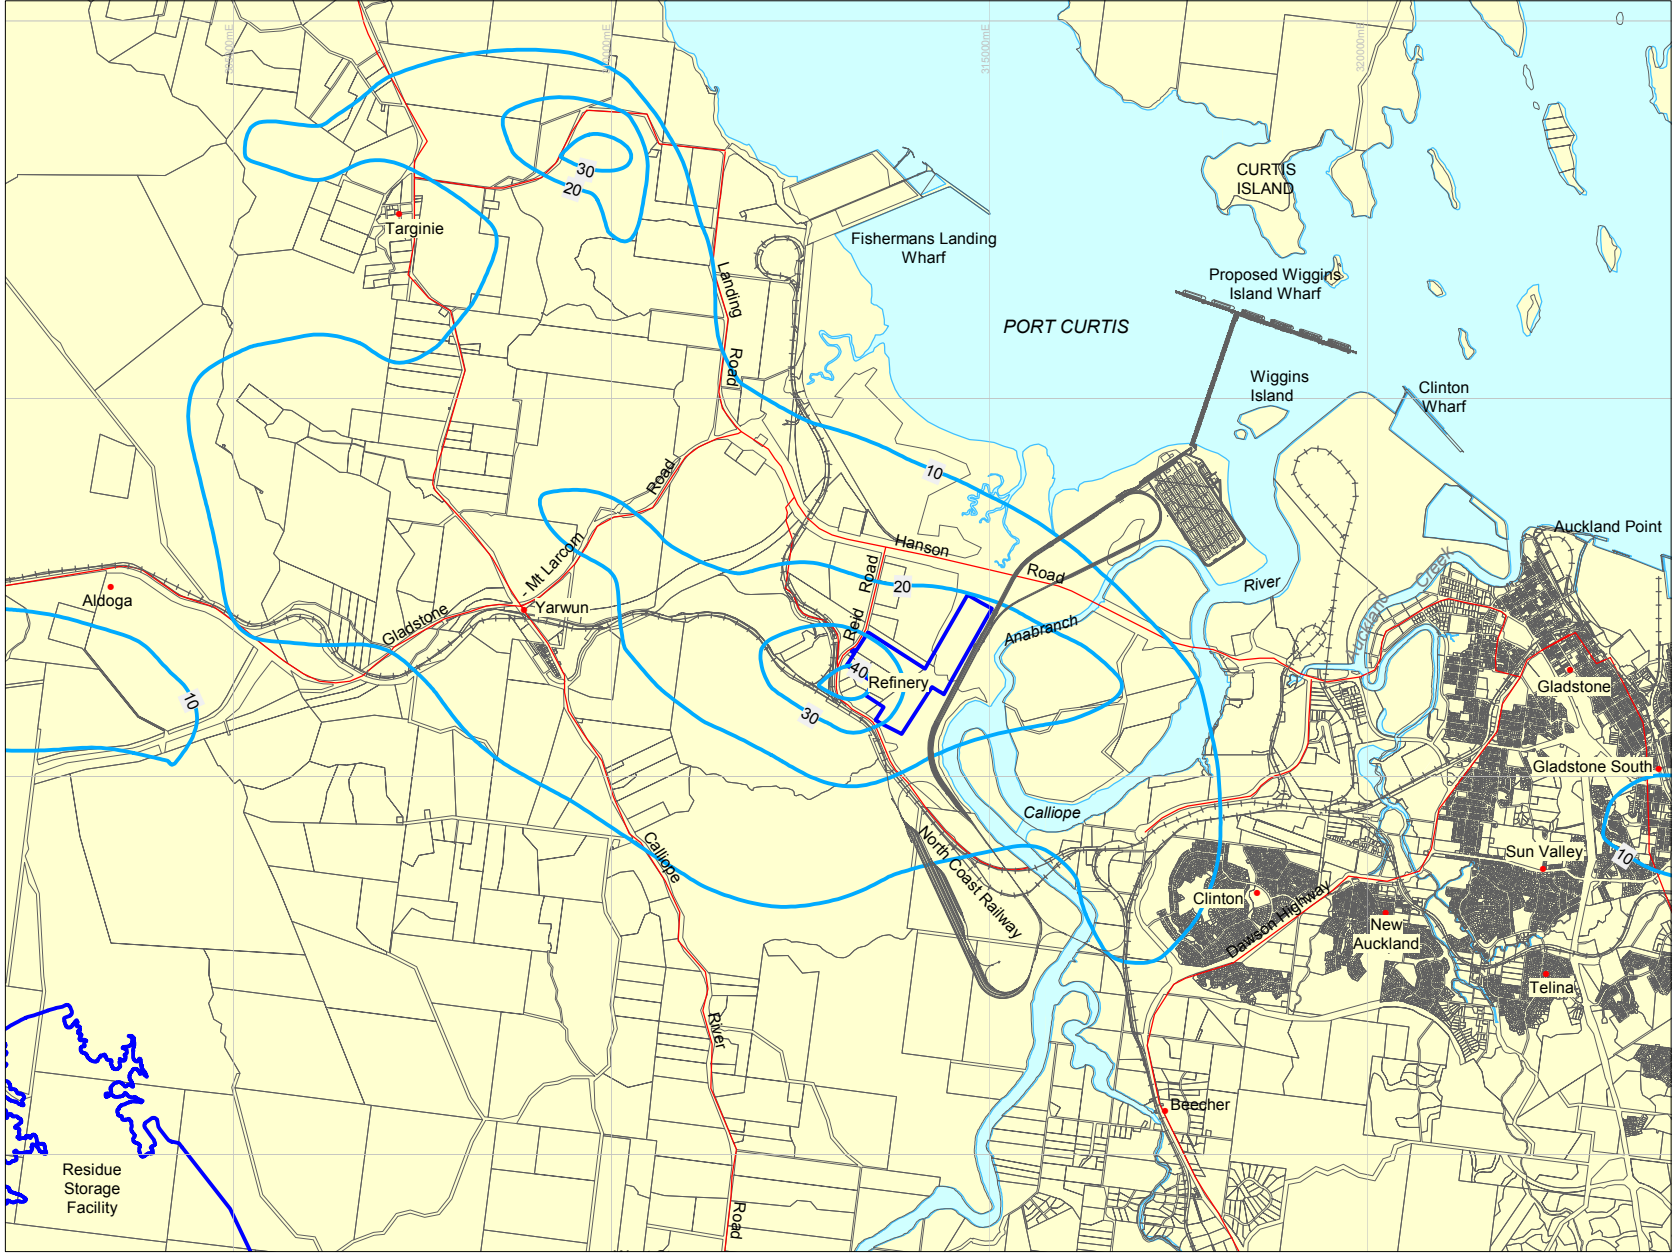 315000mE
320000mE
CURTIS
ISLAND
30
20
Targinie
Fishermans Landing
Wharf
Landing
Road
Proposed Wiggins
Island Wharf
PORT CURTIS
Wiggins
Island
Clinton
Wharf
10
Road
Mt Larcom
-
Gladstone
Auckland Point
Hanson
Road
Reid
Road
20
River
Auckland
Creek
Aldoga
Yarwun
Anabranch
10
40
Refinery
30
Gladstone
Gladstone South
Calliope
Calliope
River
Road
North Coast Railway
Sun Valley
10
Clinton
Dawson Highway
New
Auckland
Telina
Beecher
Residue
Storage
Facility